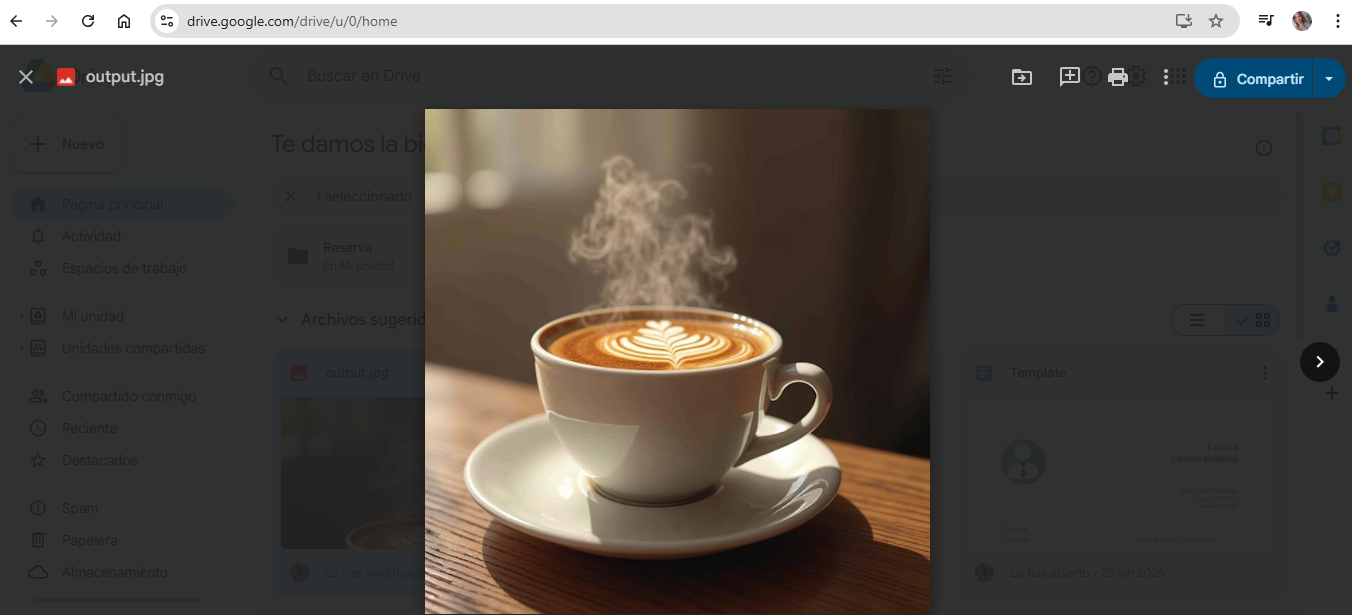 drive.google.com/drive/u/0/home
output.jpg
Buscar en Drive
Compartir
Nuevo
Te damos la bi
Página principal
1 seleccionado
Actividad
Reserva
En Mi unidad
Espacios de trabajo
Mi unidad
Archivos sugerid
Unidades compartidas
output.jpg
Template
Compartido conmigo
Reciente
Factura
Gestión Hotelera
Destacados
Spam
Papelera
Almacenamiento
Lo has modificado
Lo has abierto • 25 jun 2025